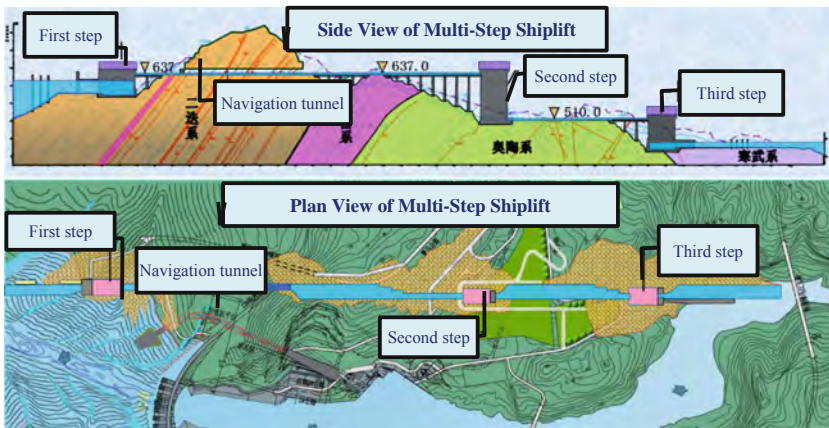 Side View of Multi-Step Shiplift
First step
637
637.0
Second step
Navigation tunnel
Third step
510.0
二迭系
系
奥陶系
寒武系
Plan View of Multi-Step Shiplift
First step
Navigation tunnel
Third step
Second step